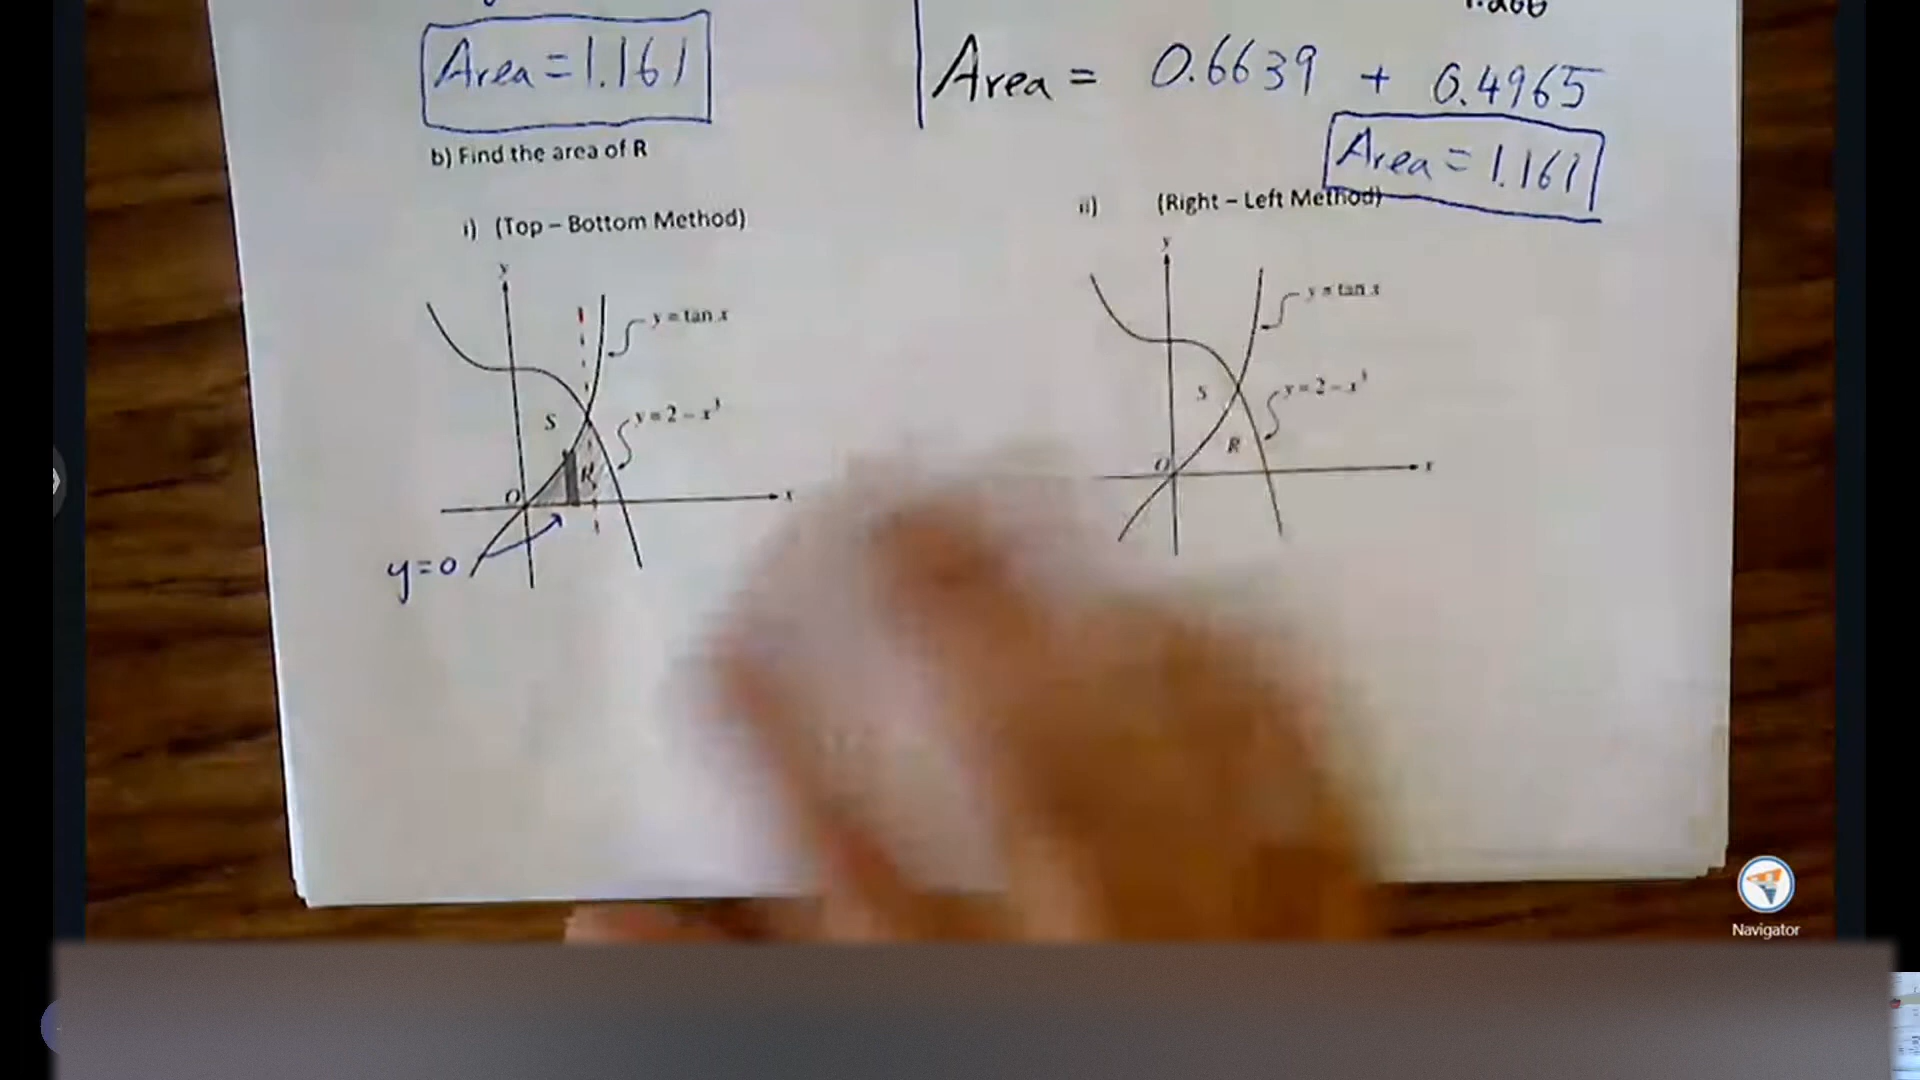 Area = 1.161
Area = 0.6639 + 0.4965
Area = 1.161
b) Find the area of R
i) (Top – Bottom Method)
ii) (Right – Left Method)
y
y = tan x
S
y = 2 – x³
R
O
x
y=0
y
y = tan x
S
y = 2 – x³
R
O
x
Navigator